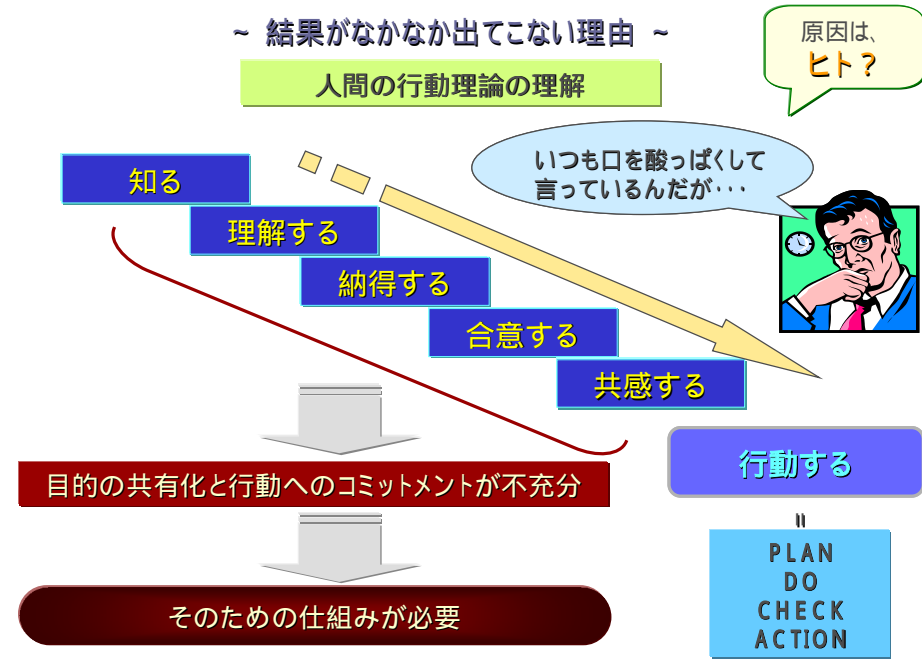 ~ 結果がなかなか出てこない理由 ~
原因は、
ヒト？
人間の行動理論の理解
いつも口を酸っぱくして
言っているんだが･･･
知る
理解する
納得する
合意する
共感する
行動する
目的の共有化と行動へのコミットメントが不充分
=
PLAN
DO
CHECK
ACTION
そのための仕組みが必要